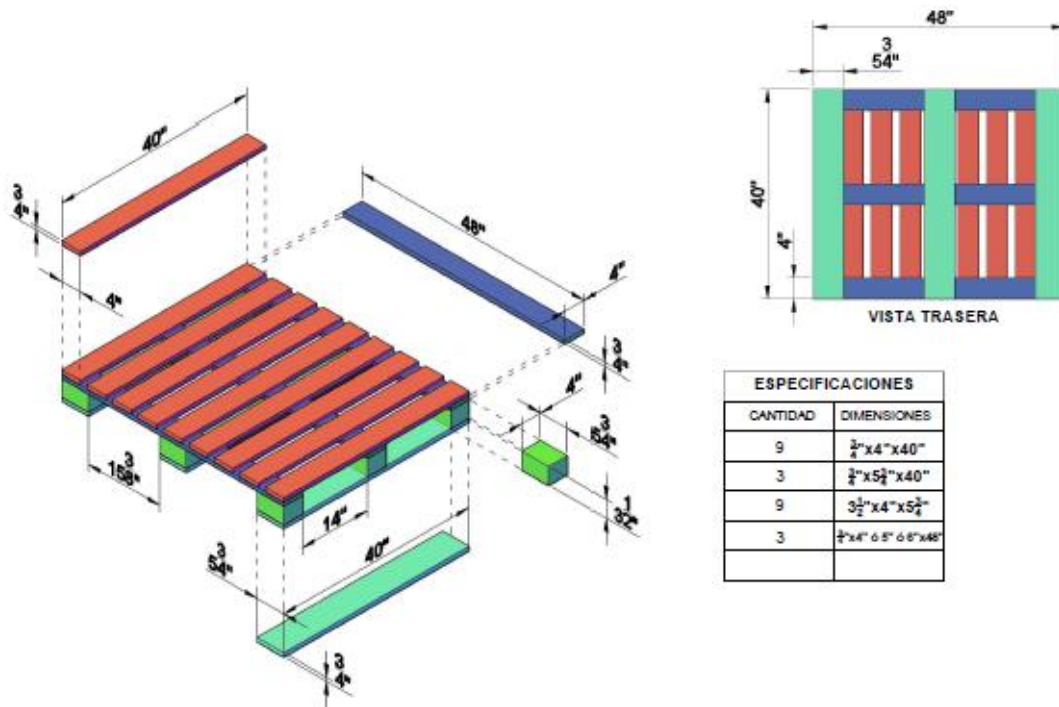 40"
3/4"
4"
48"
4"
3/4"
4"
5 3/4"
3 1/2"
15 3/8"
14"
40"
5 3/4"
3/4"
48"
5 3/4"
40"
4"
VISTA TRASERA
ESPECIFICACIONES
CANTIDAD DIMENSIONES
9 3/4"x4"x40"
3 3/4"x5 3/4"x40"
9 3 1/2"x4"x5 3/4"
3 3/4"x4" ó 5" ó 6"x48"